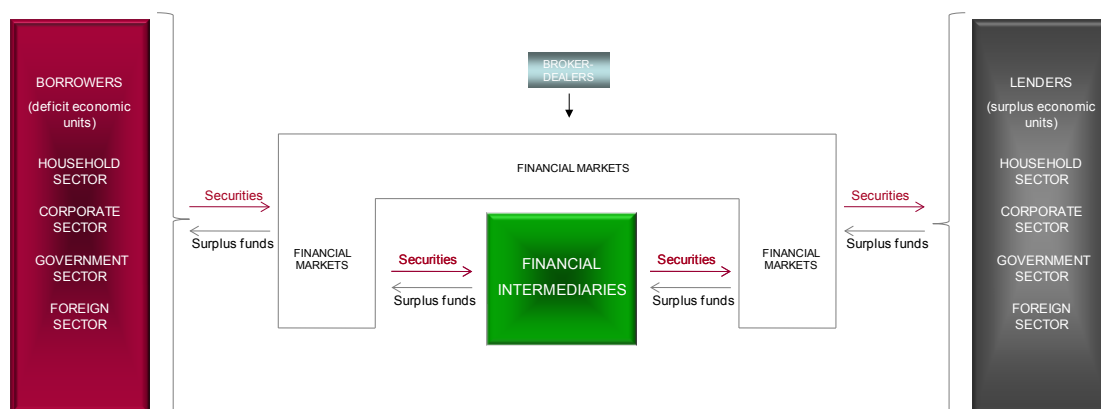 BORROWERS
(deficit economic
units)
HOUSEHOLD
SECTOR
CORPORATE
SECTOR
GOVERNMENT
SECTOR
FOREIGN
SECTOR
Securities
Surplus funds
BROKER-
DEALERS
FINANCIAL MARKETS
FINANCIAL
MARKETS
Securities
Surplus funds
FINANCIAL
INTERMEDIARIES
Securities
Surplus funds
FINANCIAL
MARKETS
Securities
Surplus funds
LENDERS
(surplus economic
units)
HOUSEHOLD
SECTOR
CORPORATE
SECTOR
GOVERNMENT
SECTOR
FOREIGN
SECTOR